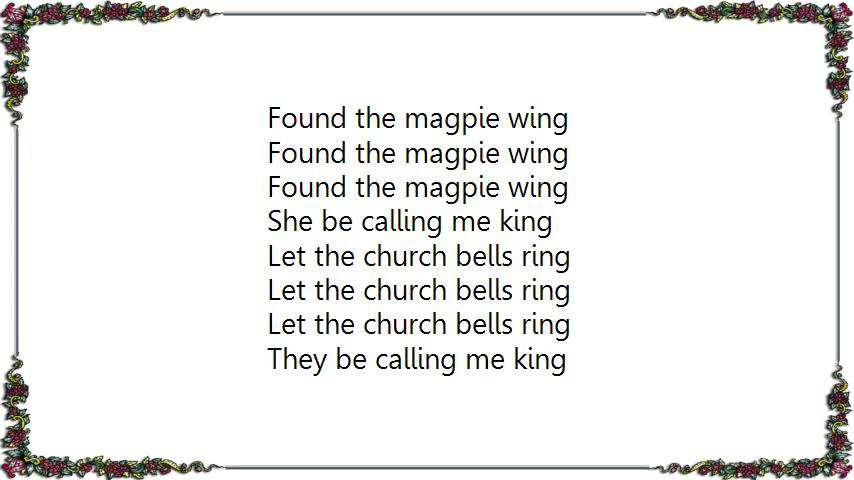 Found the magpie wing
Found the magpie wing
Found the magpie wing
She be calling me king
Let the church bells ring
Let the church bells ring
Let the church bells ring
They be calling me king